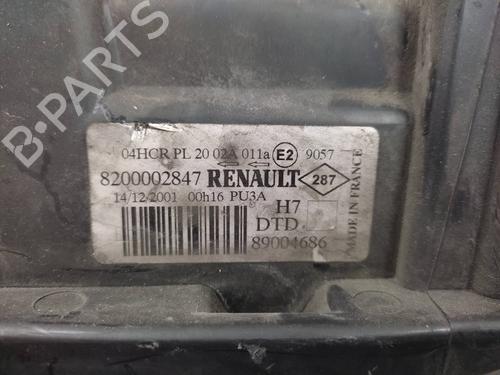 04HCR PL 20 02A 011a E2 9057
8200002847 RENAULT 287
14/12/2001 00h16 PU3A
H7
DTD
89004686
MADE IN FRANCE
B-PARTS